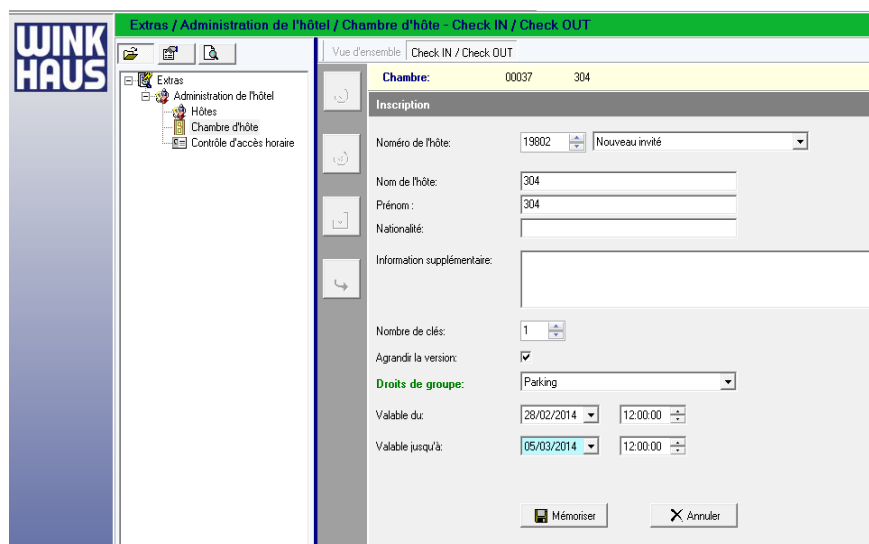 WINK
HAUS
Extras / Administration de l'hôtel / Chambre d'hôte - Check IN / Check OUT
Extras
Administration de l'hôtel
Hôtes
Chambre d'hôte
Contrôle d'accès horaire
Vue d'ensemble Check IN / Check OUT
Chambre: 00037 304
Inscription
Noméro de l'hôte: 19802 Nouveau invité
Nom de l'hôte: 304
Prénom : 304
Nationalité:
Information supplémentaire:
Nombre de clés: 1
Agrandir la version:
Droits de groupe: Parking
Valable du: 28/02/2014 12:00:00
Valable jusqu'à: 05/03/2014 12:00:00
Mémoriser Annuler